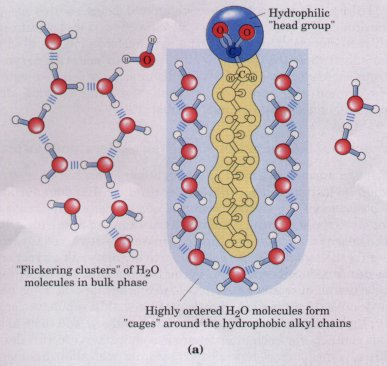 Hydrophilic
"head group"
H
O
H
O
O
C
C
H
H
"Flickering clusters" of H₂O
molecules in bulk phase
Highly ordered H₂O molecules form
"cages" around the hydrophobic alkyl chains
(a)